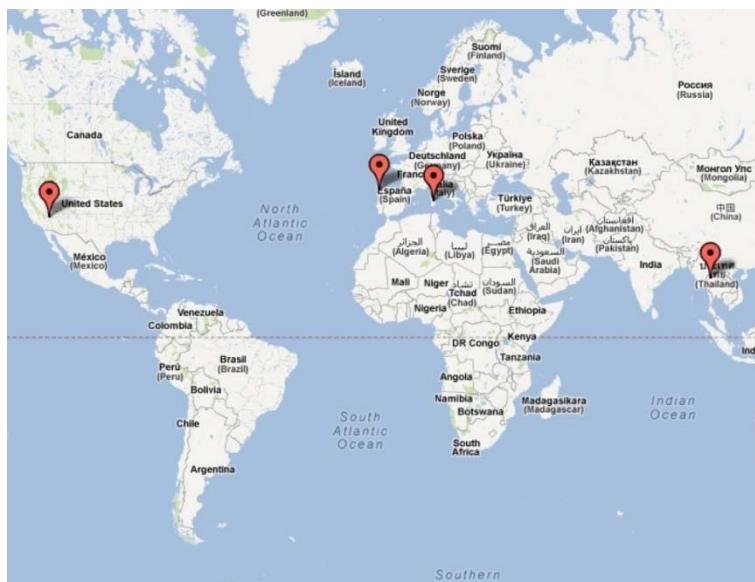 (Greenland)
Ísland
(Iceland)
Suomi
(Finland)
Sverige
(Sweden)
Norge
(Norway)
Россия
(Russia)
Canada
United
Kingdom
Polska
(Poland)
Deutschland
(Germany)
Україна
(Ukraine)
Қазақстан
(Kazakhstan)
Монгол Улс
(Mongolia)
España
(Spain)
Türkiye
(Turkey)
中国
(China)
United States
North
Atlantic
Ocean
العراق
(Iraq)
ایران
(Iran)
افغانستان
(Afghanistan)
پاکستان
(Pakistan)
الجزائر
(Algeria)
ليبيا
(Libya)
مصر
(Egypt)
السعودية
(Saudi
Arabia)
México
(Mexico)
India
(Thailand)
Mali
Niger
تشاد
Tchad
(Chad)
السودان
(Sudan)
Nigeria
Ethiopia
Venezuela
Colombia
DR Congo
Kenya
Tanzania
Perú
(Peru)
Brasil
(Brazil)
Bolivia
Angola
Namibia
Botswana
Madagasikara
(Madagascar)
Indian
Ocean
Chile
South
Atlantic
Ocean
South
Africa
Argentina
Southern